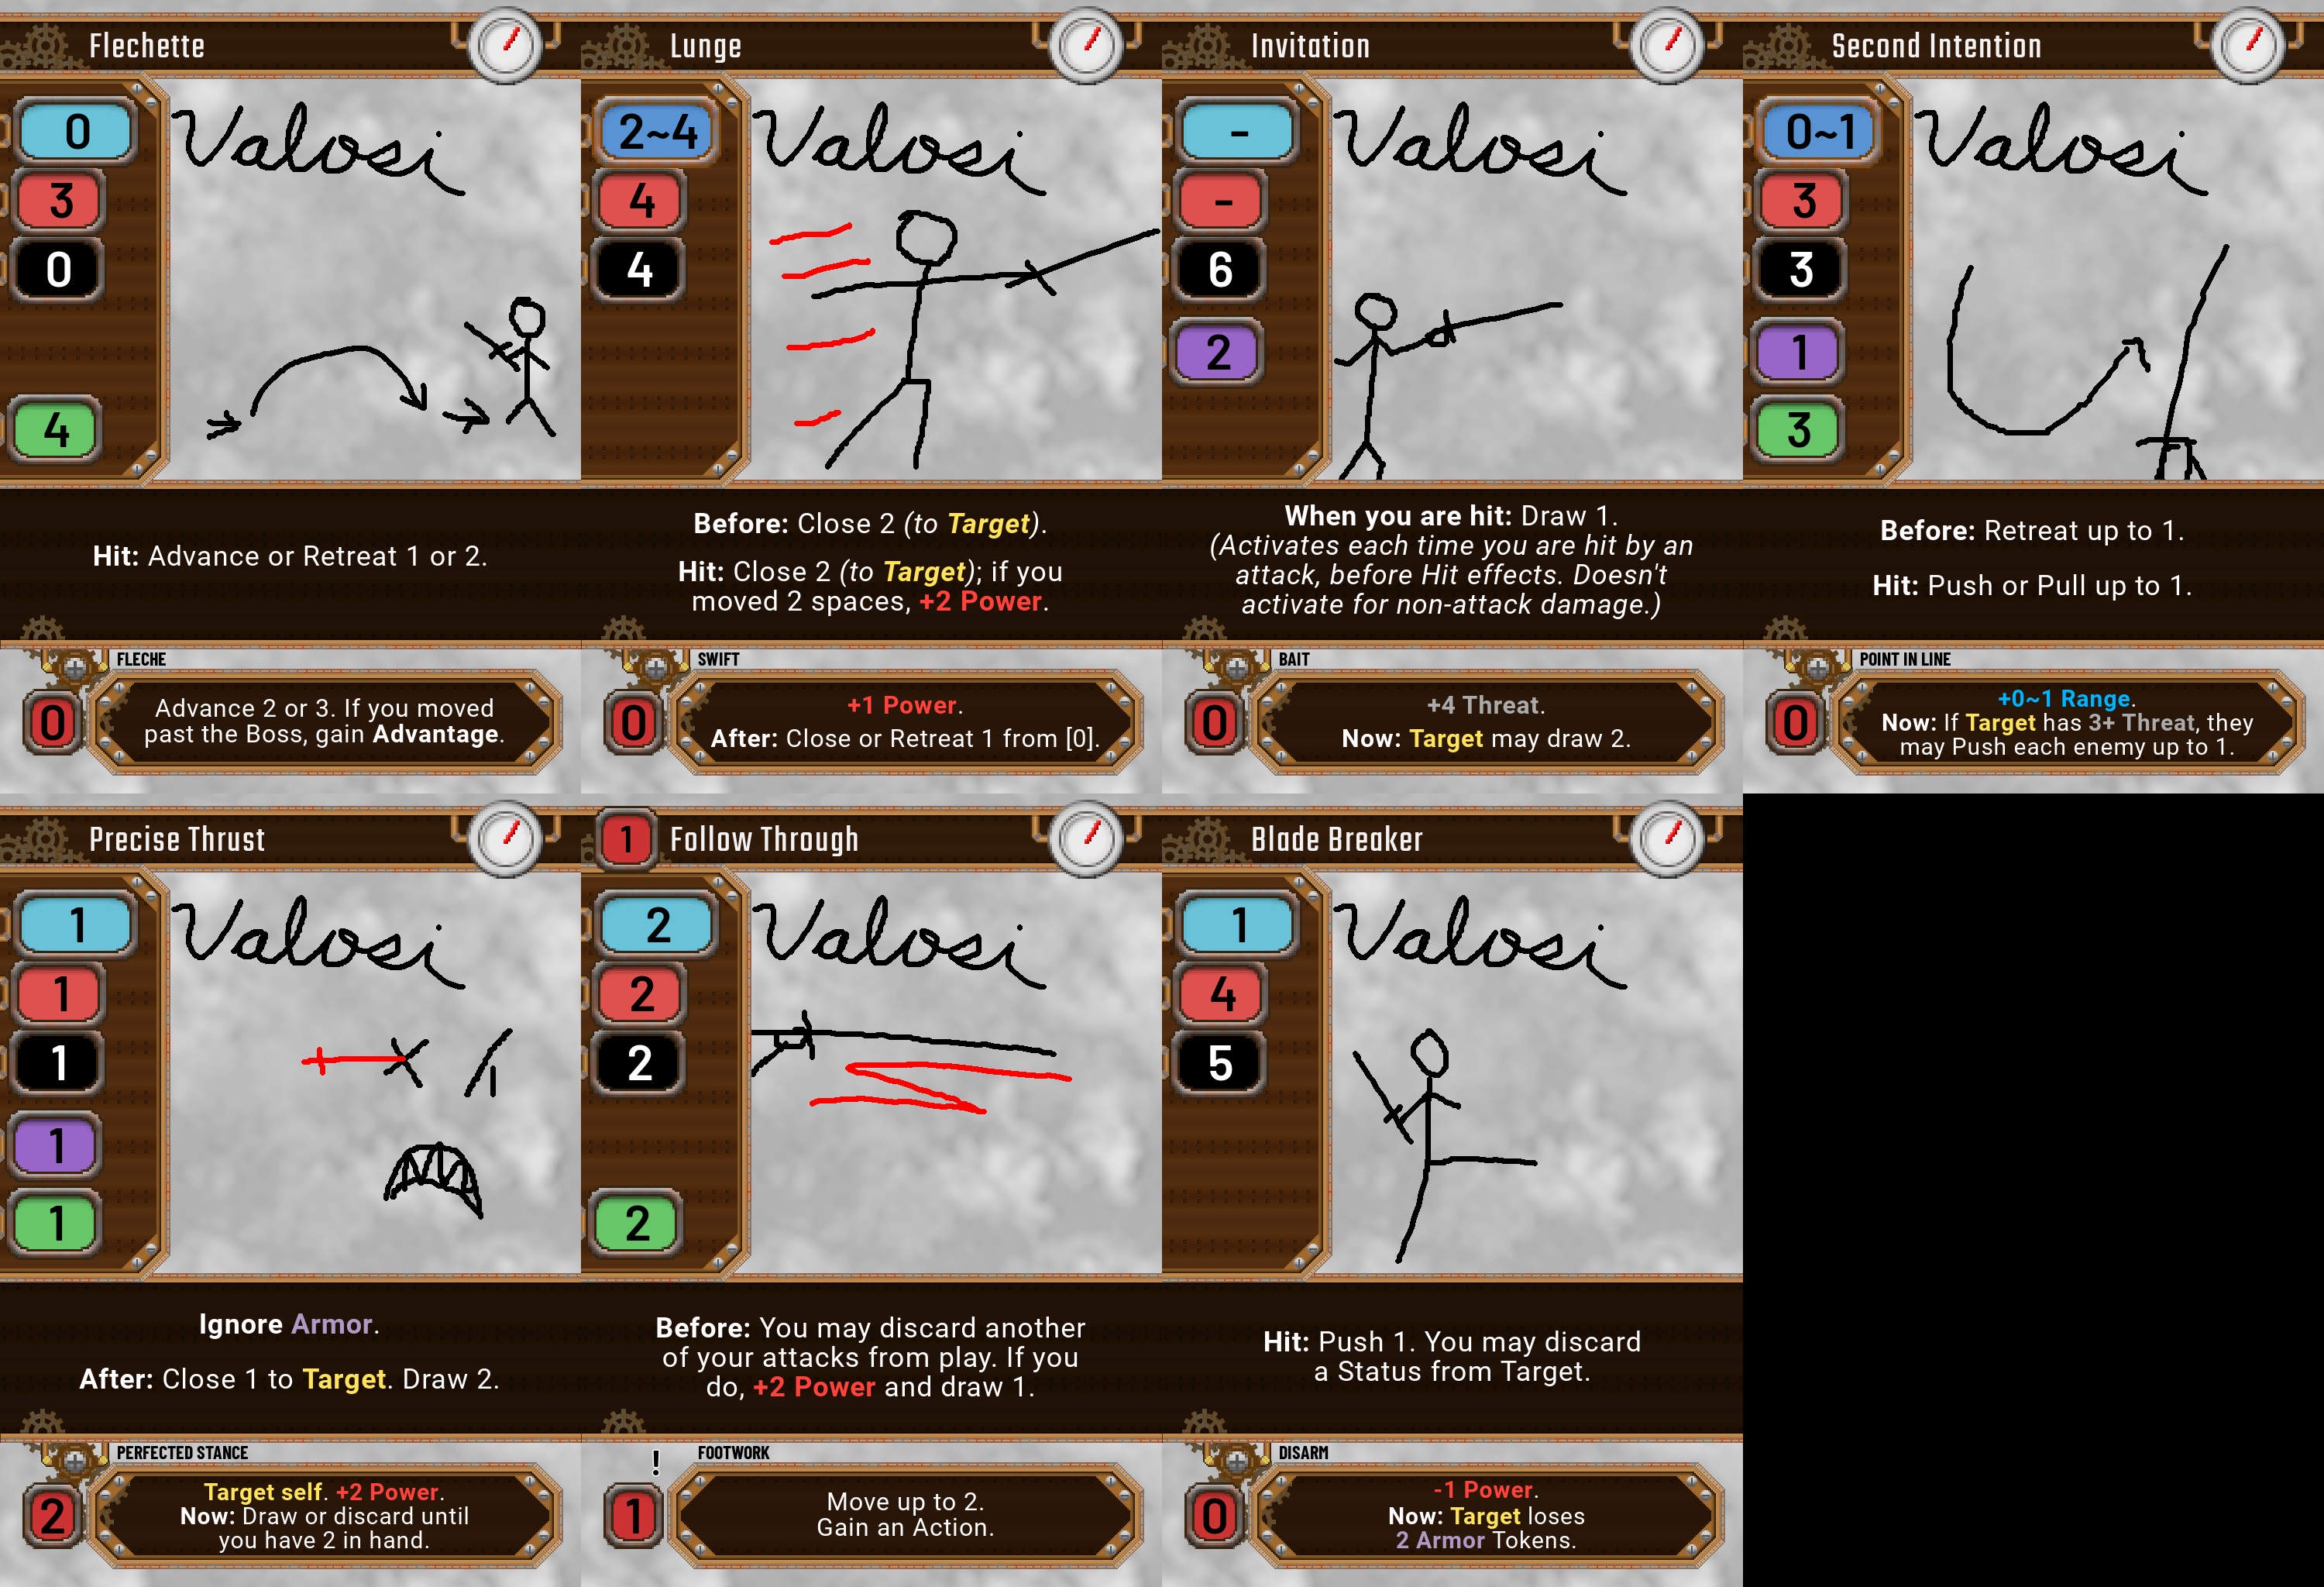 Flechette
0
Valosi
3
0
4
Hit: Advance or Retreat 1 or 2.
FLECHE
0
Advance 2 or 3. If you moved
past the Boss, gain Advantage.
Lunge
2~4
Valosi
4
4
Before: Close 2 (to Target).
Hit: Close 2 (to Target); if you
moved 2 spaces, +2 Power.
SWIFT
0
+1 Power.
After: Close or Retreat 1 from [0].
Invitation
-
Valosi
-
6
2
When you are hit: Draw 1.
(Activates each time you are hit by an
attack, before Hit effects. Doesn't
activate for non-attack damage.)
BAIT
0
+4 Threat.
Now: Target may draw 2.
Second Intention
0~1
Valosi
3
3
1
3
Before: Retreat up to 1.
Hit: Push or Pull up to 1.
POINT IN LINE
0
+0~1 Range.
Now: If Target has 3+ Threat, they
may Push each enemy up to 1.
Precise Thrust
1
Valosi
1
1
1
1
Ignore Armor.
After: Close 1 to Target. Draw 2.
PERFECTED STANCE
2
Target self. +2 Power.
Now: Draw or discard until
you have 2 in hand.
1
Follow Through
2
Valosi
2
2
2
Before: You may discard another
of your attacks from play. If you
do, +2 Power and draw 1.
FOOTWORK
!
1
Move up to 2.
Gain an Action.
Blade Breaker
1
Valosi
4
5
Hit: Push 1. You may discard
a Status from Target.
DISARM
0
-1 Power.
Now: Target loses
2 Armor Tokens.